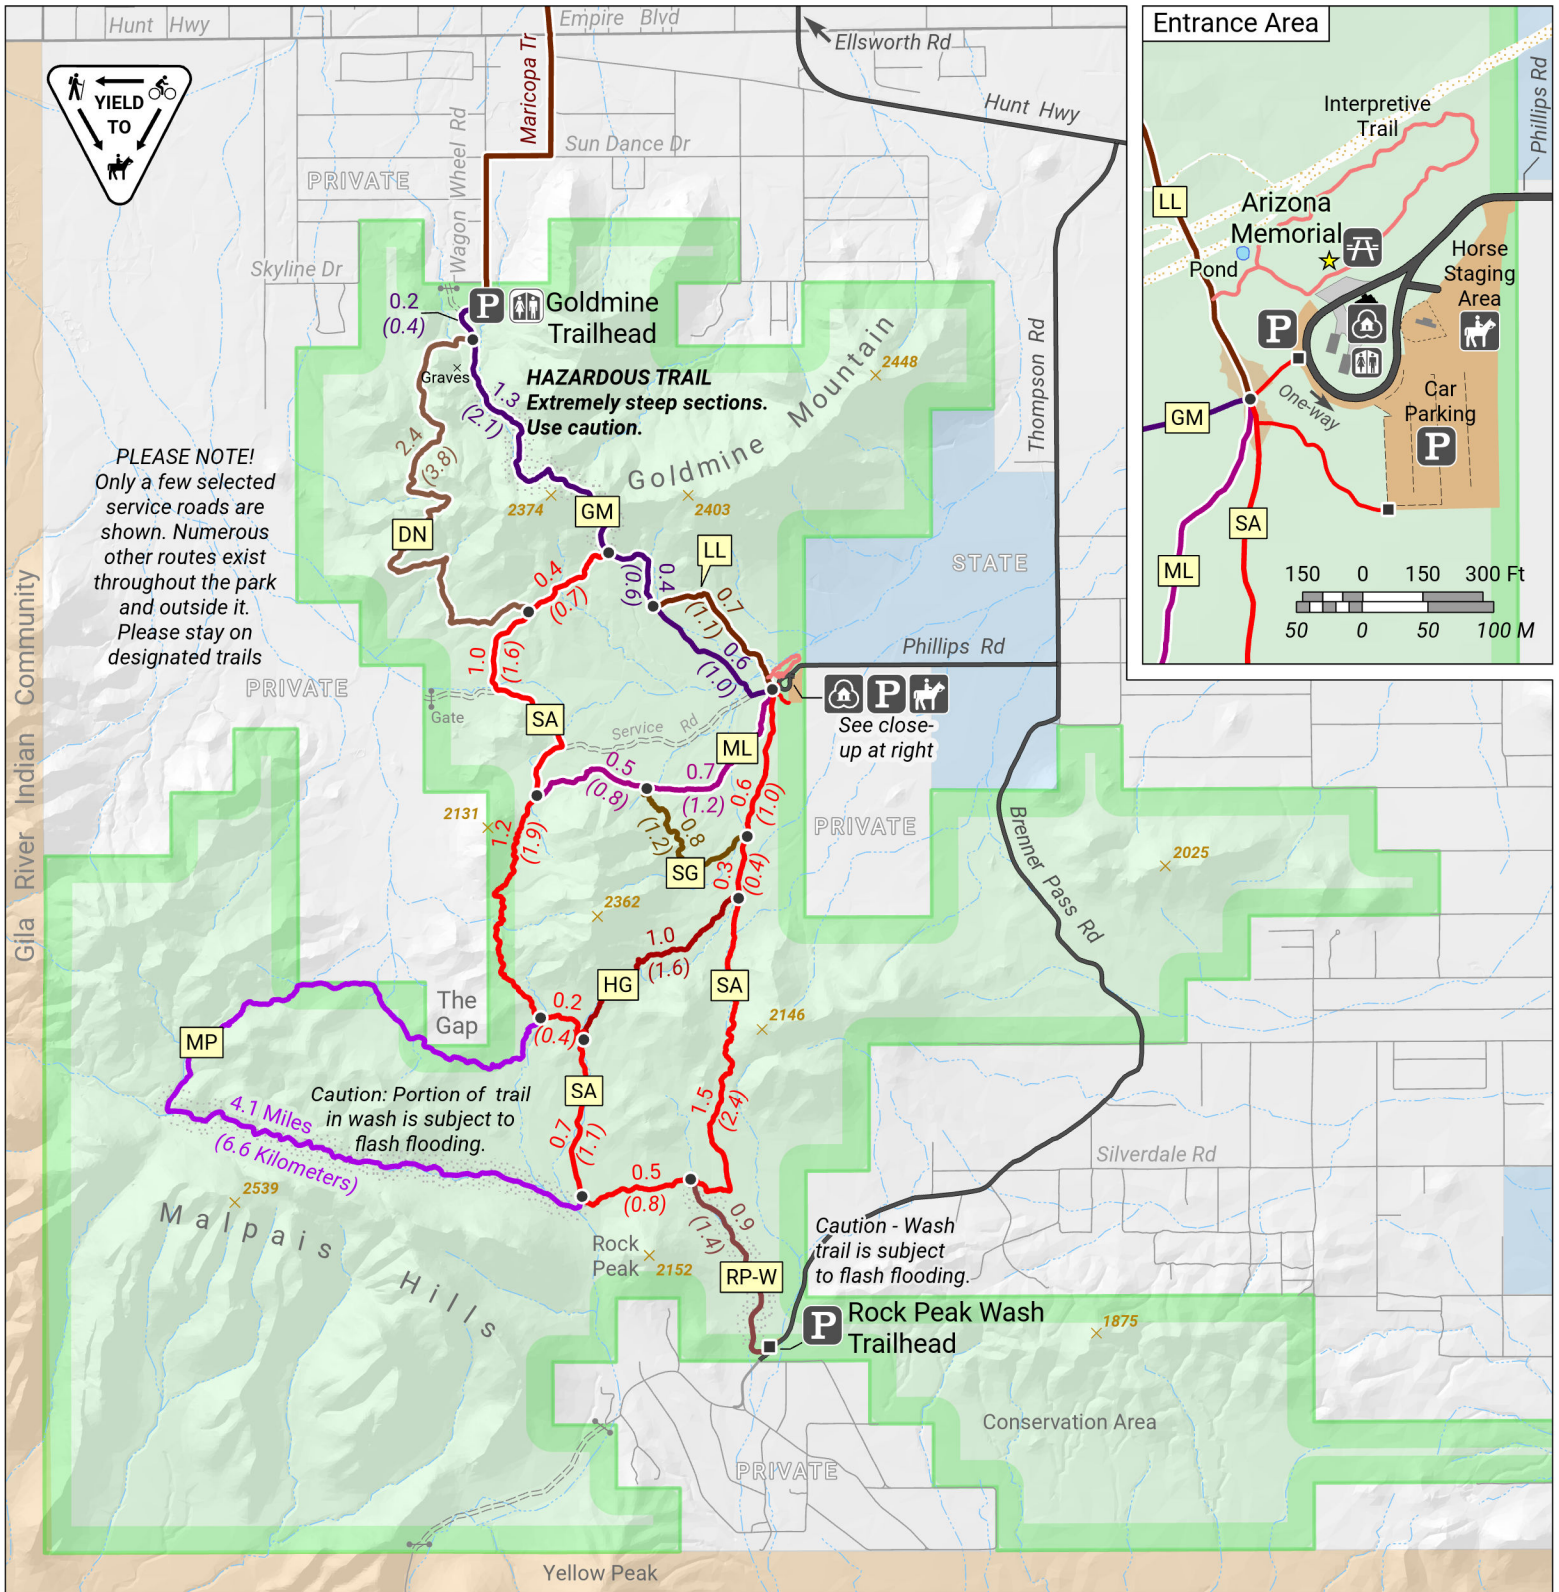 Hunt Hwy
Empire Blvd
Ellsworth Rd
Hunt Hwy
YIELD
TO
Maricopa Tr
Wagon Wheel Rd
Sun Dance Dr
PRIVATE
Skyline Dr
0.2
(0.4)
P
Goldmine
Trailhead
Graves
HAZARDOUS TRAIL
Extremely steep sections.
Use caution.
1.3
(2.1)
Goldmine Mountain
2448
Thompson Rd
2.4
(3.8)
PLEASE NOTE!
Only a few selected
service roads are
shown. Numerous
other routes exist
throughout the park
and outside it.
Please stay on
designated trails
2374
GM
2403
DN
LL
STATE
0.4
(0.7)
0.4
(0.6)
0.7
(1.1)
0.6
(1.0)
Phillips Rd
1.0
(1.6)
PRIVATE
Gate
SA
Service Rd
P
See close-
up at right
ML
0.5
(0.8)
0.7
(1.2)
0.6
(1.0)
2131
1.2
(1.9)
0.8
(1.2)
SG
0.3
(0.4)
PRIVATE
Brenner Pass Rd
2025
2362
1.0
(1.6)
HG
SA
2146
Gila River Indian Community
The
Gap
0.2
(0.4)
MP
SA
Caution: Portion of trail
in wash is subject to
flash flooding.
4.1 Miles
(6.6 Kilometers)
0.7
(1.1)
1.5
(2.4)
Silverdale Rd
2539
Malpais Hills
0.5
(0.8)
0.9
(1.4)
Rock
Peak
2152
RP-W
Caution - Wash
trail is subject
to flash flooding.
P
Rock Peak Wash
Trailhead
1875
Conservation Area
PRIVATE
Yellow Peak
Entrance Area
Phillips Rd
Interpretive
Trail
LL
Arizona
Memorial
Pond
Horse
Staging
Area
P
One-way
Car
Parking
P
GM
SA
ML
150 0 150 300 Ft
50 0 50 100 M